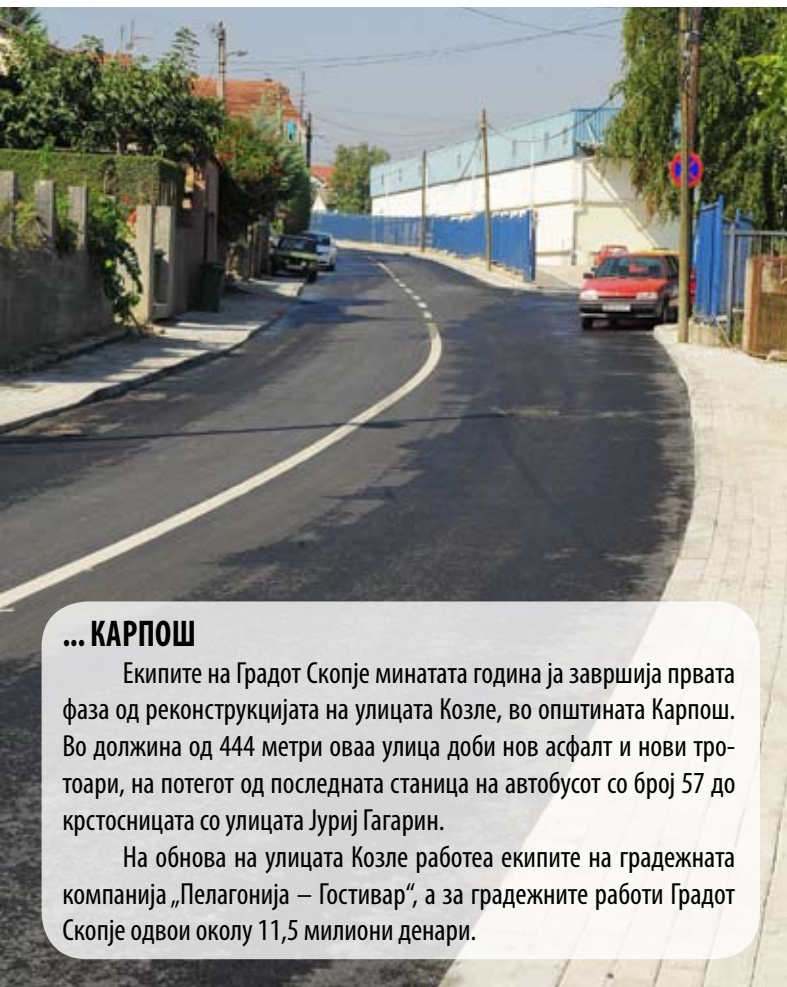 ... КАРПОШ
Екипите на Градот Скопје минатата година ја завршија првата
фаза од реконструкцијата на улицата Козле, во општината Карпош.
Во должина од 444 метри оваа улица доби нов асфалт и нови тро-
тоари, на потегот од последната станица на автобусот со број 57 до
крстосницата со улицата Јуриј Гагарин.
На обнова на улицата Козле работеа екипите на градежната
компанија „Пелагонија – Гостивар“, а за градежните работи Градот
Скопје одвои околу 11,5 милиони денари.